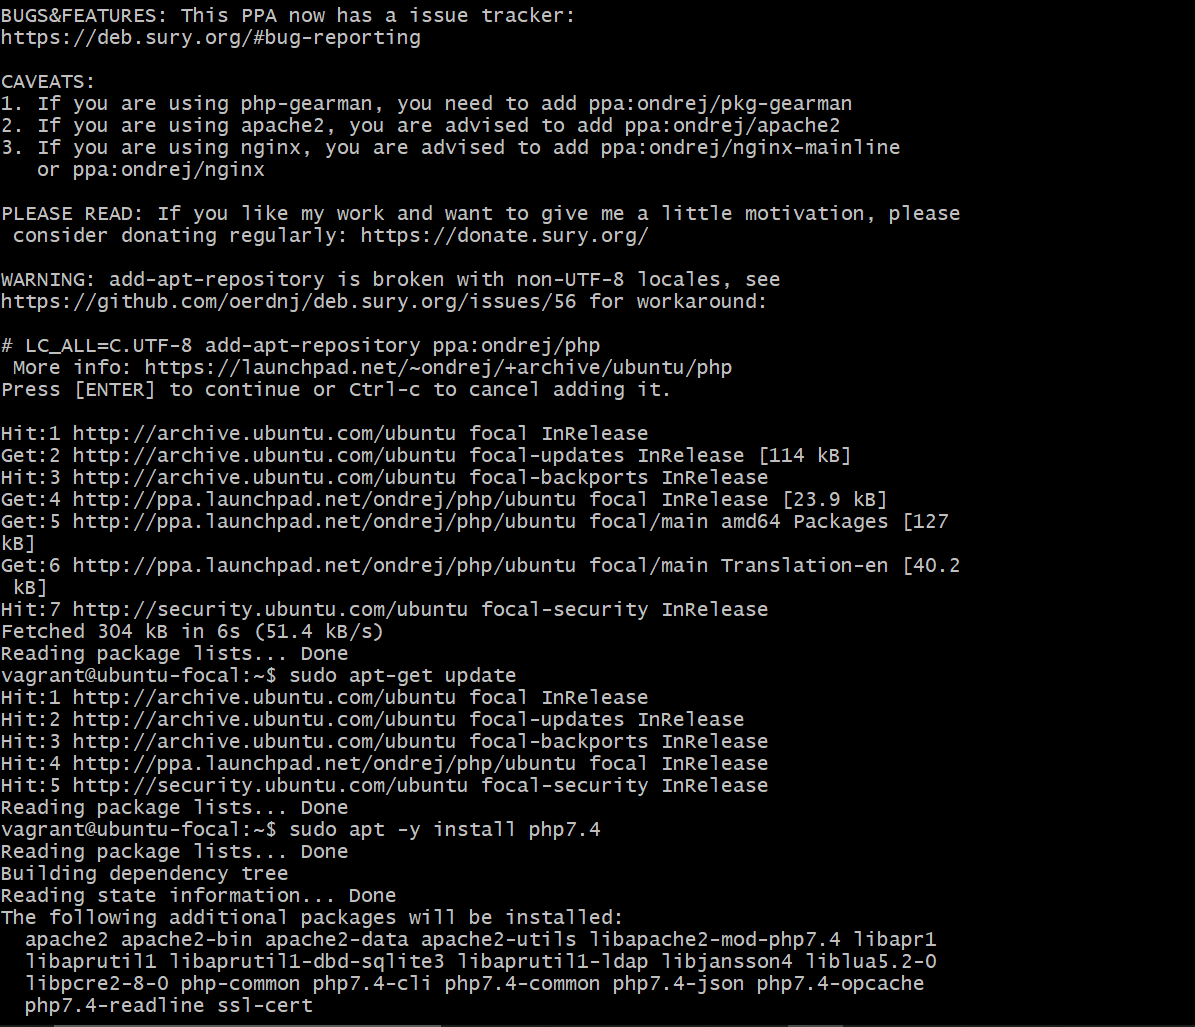 BUGS&FEATURES: This PPA now has a issue tracker:
https://deb.sury.org/#bug-reporting
CAVEATS:
1. If you are using php-gearman, you need to add ppa:ondrej/pkg-gearman
2. If you are using apache2, you are advised to add ppa:ondrej/apache2
3. If you are using nginx, you are advised to add ppa:ondrej/nginx-mainline
   or ppa:ondrej/nginx
PLEASE READ: If you like my work and want to give me a little motivation, please
 consider donating regularly: https://donate.sury.org/
WARNING: add-apt-repository is broken with non-UTF-8 locales, see
https://github.com/oerdnj/deb.sury.org/issues/56 for workaround:
# LC_ALL=C.UTF-8 add-apt-repository ppa:ondrej/php
 More info: https://launchpad.net/~ondrej/+archive/ubuntu/php
Press [ENTER] to continue or Ctrl-c to cancel adding it.
Hit:1 http://archive.ubuntu.com/ubuntu focal InRelease
Get:2 http://archive.ubuntu.com/ubuntu focal-updates InRelease [114 kB]
Hit:3 http://archive.ubuntu.com/ubuntu focal-backports InRelease
Get:4 http://ppa.launchpad.net/ondrej/php/ubuntu focal InRelease [23.9 kB]
Get:5 http://ppa.launchpad.net/ondrej/php/ubuntu focal/main amd64 Packages [127
kB]
Get:6 http://ppa.launchpad.net/ondrej/php/ubuntu focal/main Translation-en [40.2
 kB]
Hit:7 http://security.ubuntu.com/ubuntu focal-security InRelease
Fetched 304 kB in 6s (51.4 kB/s)
Reading package lists... Done
vagrant@ubuntu-focal:~$ sudo apt-get update
Hit:1 http://archive.ubuntu.com/ubuntu focal InRelease
Hit:2 http://archive.ubuntu.com/ubuntu focal-updates InRelease
Hit:3 http://archive.ubuntu.com/ubuntu focal-backports InRelease
Hit:4 http://ppa.launchpad.net/ondrej/php/ubuntu focal InRelease
Hit:5 http://security.ubuntu.com/ubuntu focal-security InRelease
Reading package lists... Done
vagrant@ubuntu-focal:~$ sudo apt -y install php7.4
Reading package lists... Done
Building dependency tree
Reading state information... Done
The following additional packages will be installed:
  apache2 apache2-bin apache2-data apache2-utils libapache2-mod-php7.4 libapr1
  libaprutil1 libaprutil1-dbd-sqlite3 libaprutil1-ldap libjansson4 liblua5.2-0
  libpcre2-8-0 php-common php7.4-cli php7.4-common php7.4-json php7.4-opcache
  php7.4-readline ssl-cert